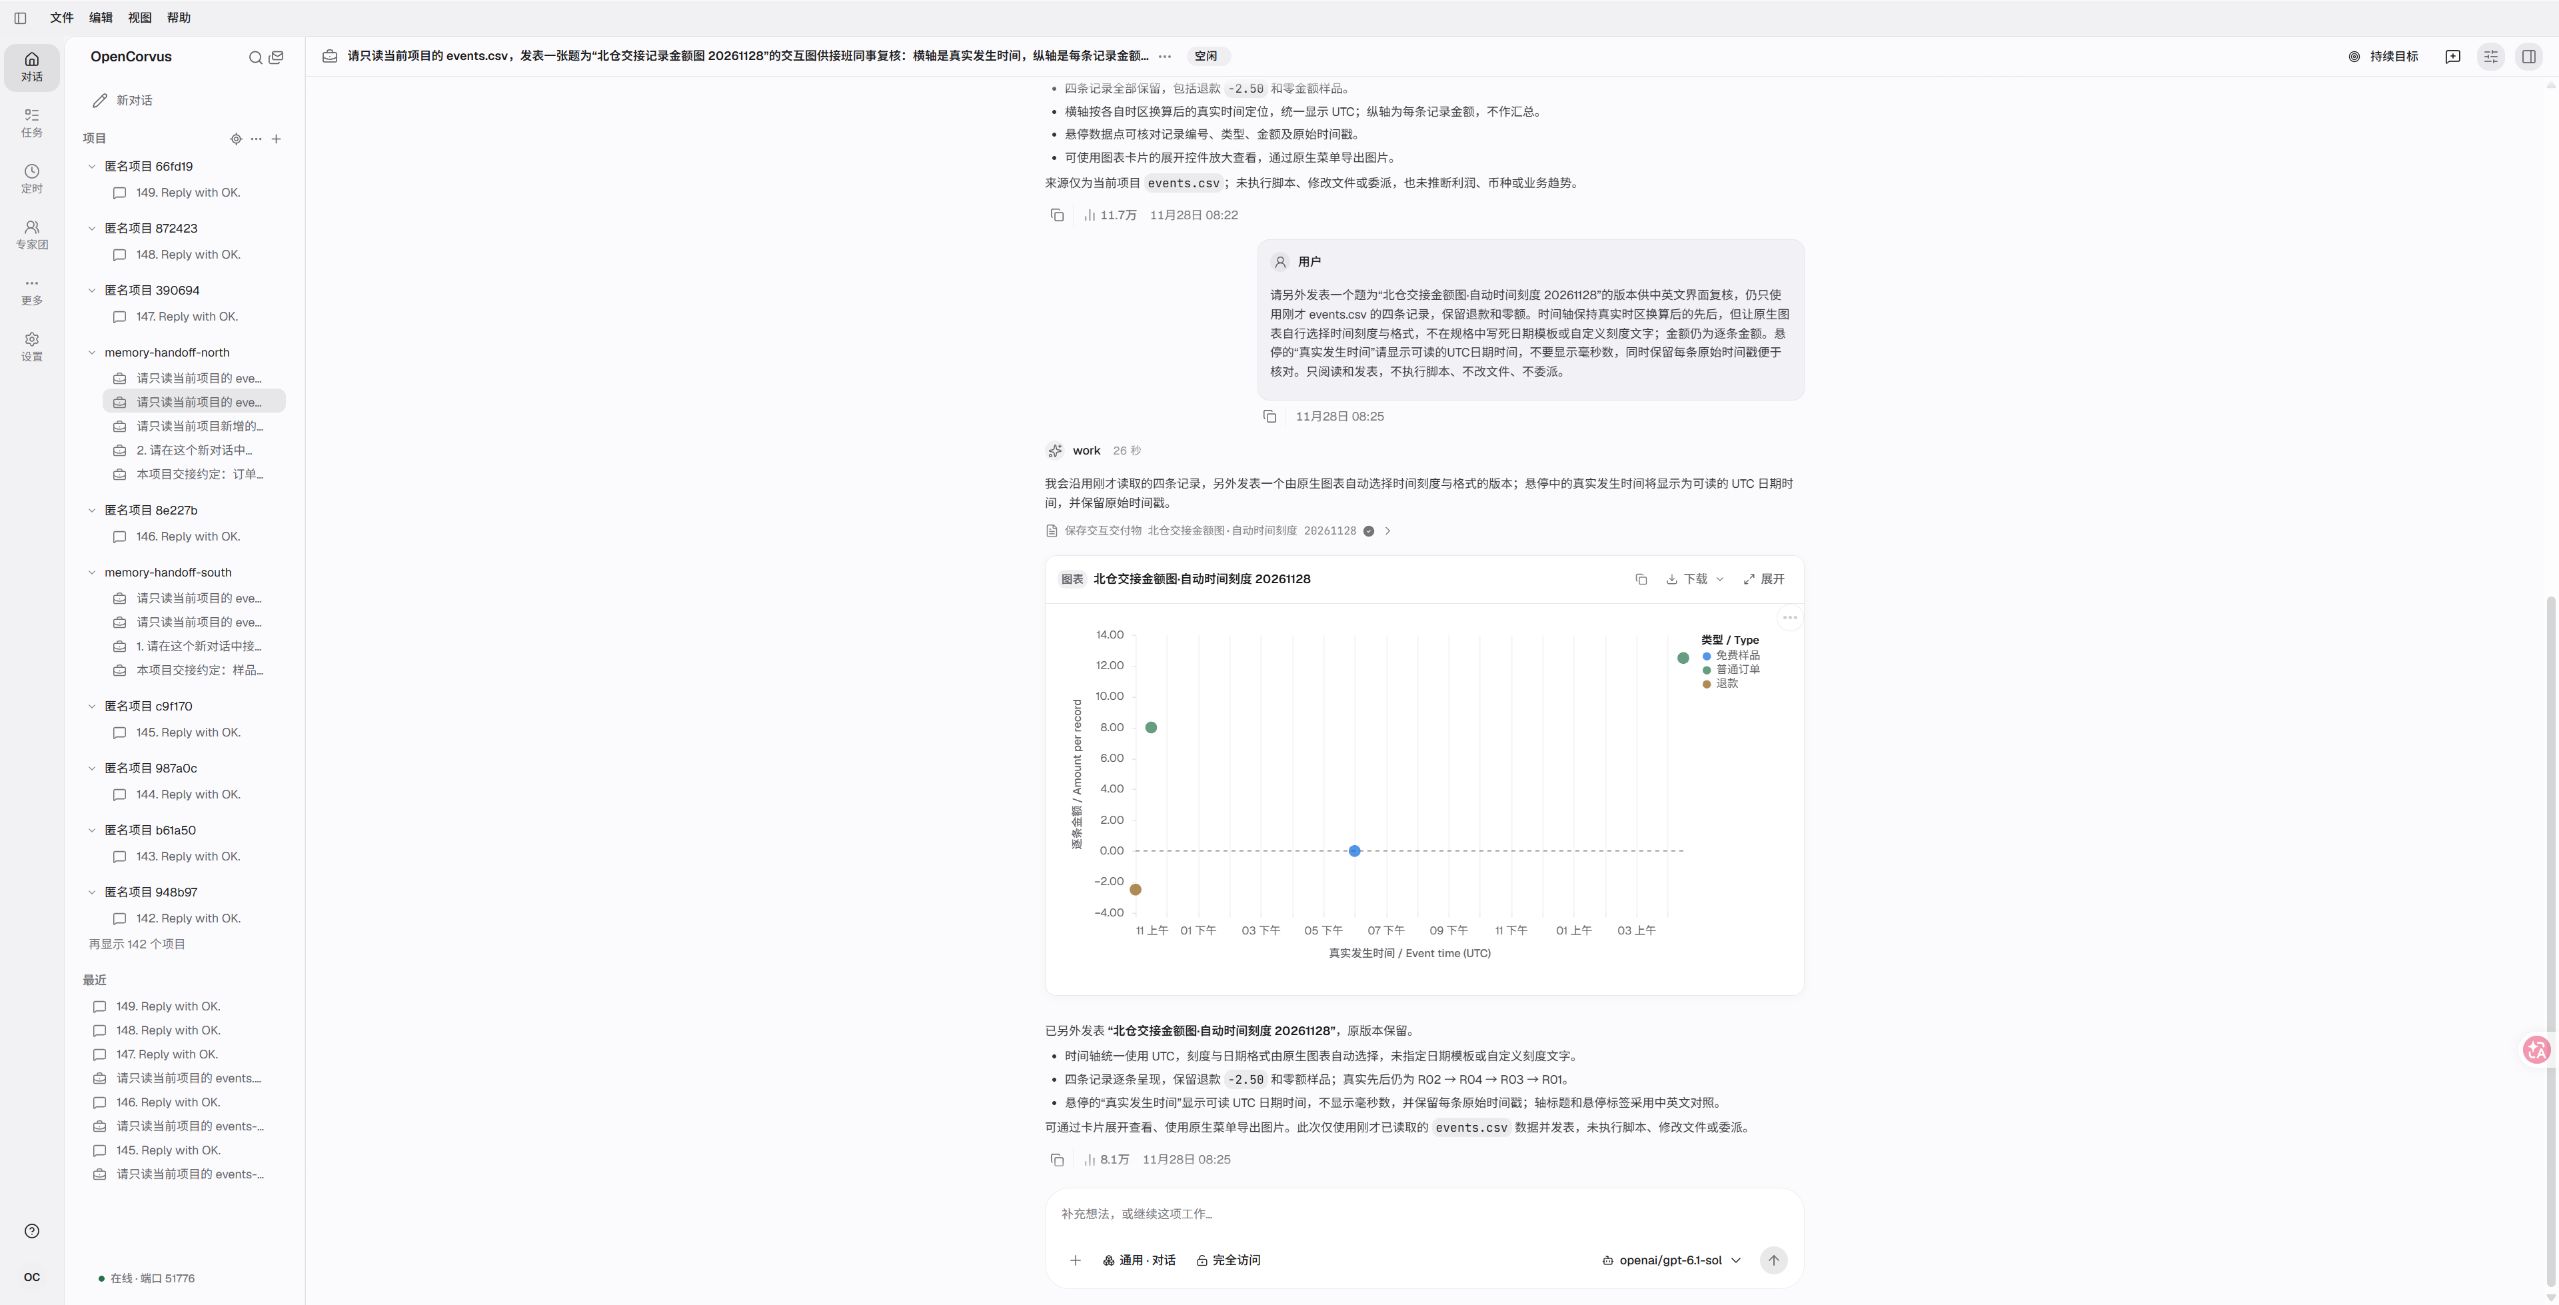 文件 编辑 视图 帮助
对话
任务
定时
专家团
更多
设置
OC
OpenCorvus
新对话
项目
匿名项目 66fd19
149. Reply with OK.
匿名项目 872423
148. Reply with OK.
匿名项目 390694
147. Reply with OK.
memory-handoff-north
请只读当前项目的 eve...
请只读当前项目的 eve...
请只读当前项目新增的...
2. 请在这个新对话中...
本项目交接约定：订单...
匿名项目 8e227b
146. Reply with OK.
memory-handoff-south
请只读当前项目的 eve...
请只读当前项目的 eve...
1. 请在这个新对话中接...
本项目交接约定：样品...
匿名项目 c9f170
145. Reply with OK.
匿名项目 987a0c
144. Reply with OK.
匿名项目 b61a50
143. Reply with OK.
匿名项目 948b97
142. Reply with OK.
再显示 142 个项目
最近
149. Reply with OK.
148. Reply with OK.
147. Reply with OK.
请只读当前项目的 events....
146. Reply with OK.
请只读当前项目的 events-...
145. Reply with OK.
请只读当前项目的 events-...
在线 · 端口 51776
请只读当前项目的 events.csv，发表一张题为“北仓交接记录金额图 20261128”的交互图供接班同事复核：横轴是真实发生时间，纵轴是每条记录金额... 空闲
持续目标
四条记录全部保留，包括退款 -2.50 和零金额样品。
横轴按各自时区换算后的真实时间定位，统一显示 UTC；纵轴为每条记录金额，不作汇总。
悬停数据点可核对记录编号、类型、金额及原始时间戳。
可使用图表卡片的展开控件放大查看，通过原生菜单导出图片。
来源仅为当前项目 events.csv；未执行脚本、修改文件或委派，也未推断利润、币种或业务趋势。
11.7万 11月28日 08:22
用户
请另外发表一个题为“北仓交接金额图·自动时间刻度 20261128”的版本供中英文界面复核，仍只使
用刚才 events.csv 的四条记录，保留退款和零额。时间轴保持真实时区换算后的先后，但让原生图
表自行选择时间刻度与格式，不在规格中写死日期模板或自定义刻度文字；金额仍为逐条金额。悬
停的“真实发生时间”请显示可读的UTC日期时间，不要显示毫秒数，同时保留每条原始时间戳便于
核对。只阅读和发表，不执行脚本、不改文件、不委派。
11月28日 08:25
work 26 秒
我会沿用刚才读取的四条记录，另外发表一个由原生图表自动选择时间刻度与格式的版本；悬停中的真实发生时间将显示为可读的 UTC 日期时
间，并保留原始时间戳。
保存交互交付物 北仓交接金额图·自动时间刻度 20261128
图表 北仓交接金额图·自动时间刻度 20261128
下载 展开
14.00
12.00
10.00
8.00
6.00
4.00
2.00
0.00
−2.00
−4.00
逐条金额 / Amount per record
11 上午 01 下午 03 下午 05 下午 07 下午 09 下午 11 下午 01 上午 03 上午
真实发生时间 / Event time (UTC)
类型 / Type
免费样品
普通订单
退款
已另外发表 “北仓交接金额图·自动时间刻度 20261128”，原版本保留。
时间轴统一使用 UTC，刻度与日期格式由原生图表自动选择，未指定日期模板或自定义刻度文字。
四条记录逐条呈现，保留退款 -2.50 和零额样品；真实先后仍为 R02 → R04 → R03 → R01。
悬停的“真实发生时间”显示可读 UTC 日期时间，不显示毫秒数，并保留每条原始时间戳；轴标题和悬停标签采用中英文对照。
可通过卡片展开查看、使用原生菜单导出图片。此次仅使用刚才已读取的 events.csv 数据并发表，未执行脚本、修改文件或委派。
8.1万 11月28日 08:25
补充想法，或继续这项工作...
通用 · 对话 完全访问
openai/gpt-6.1-sol